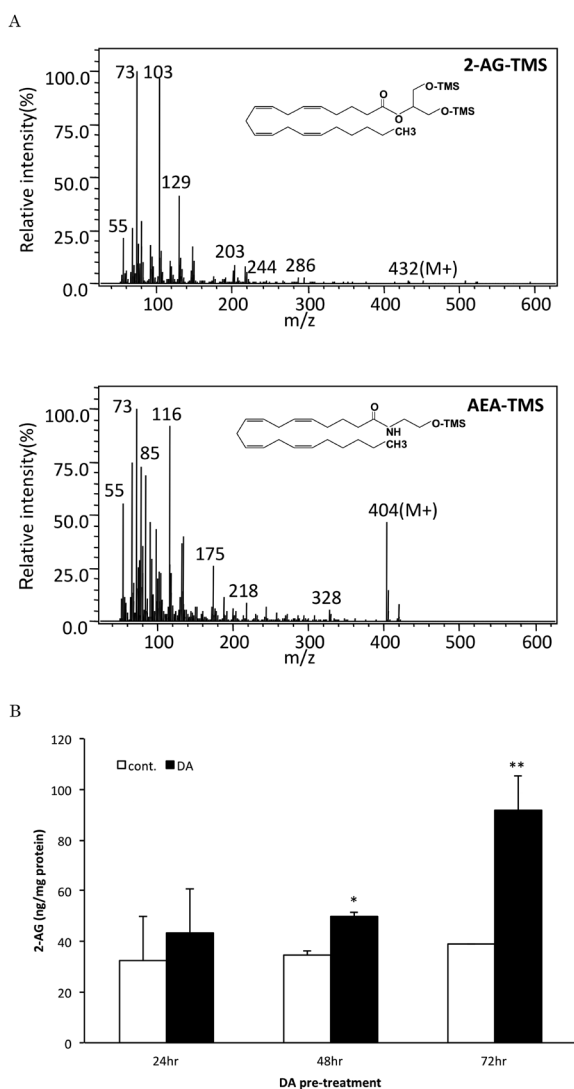 A
2-AG-TMS
Relative intensity(%)
100.0
75.0
50.0
25.0
0.0
73
103
129
55
203
244
286
432(M+)
O
O
O-TMS
O-TMS
CH3
100
200
300
400
500
600
m/z
AEA-TMS
Relative intensity(%)
100.0
75.0
50.0
25.0
0.0
73
116
85
55
175
218
328
404(M+)
O
NH
O-TMS
CH3
100
200
300
400
500
600
m/z
B
2-AG (ng/mg protein)
120
100
80
60
40
20
0
cont. DA
*
**
24hr 48hr 72hr
DA pre-treatment